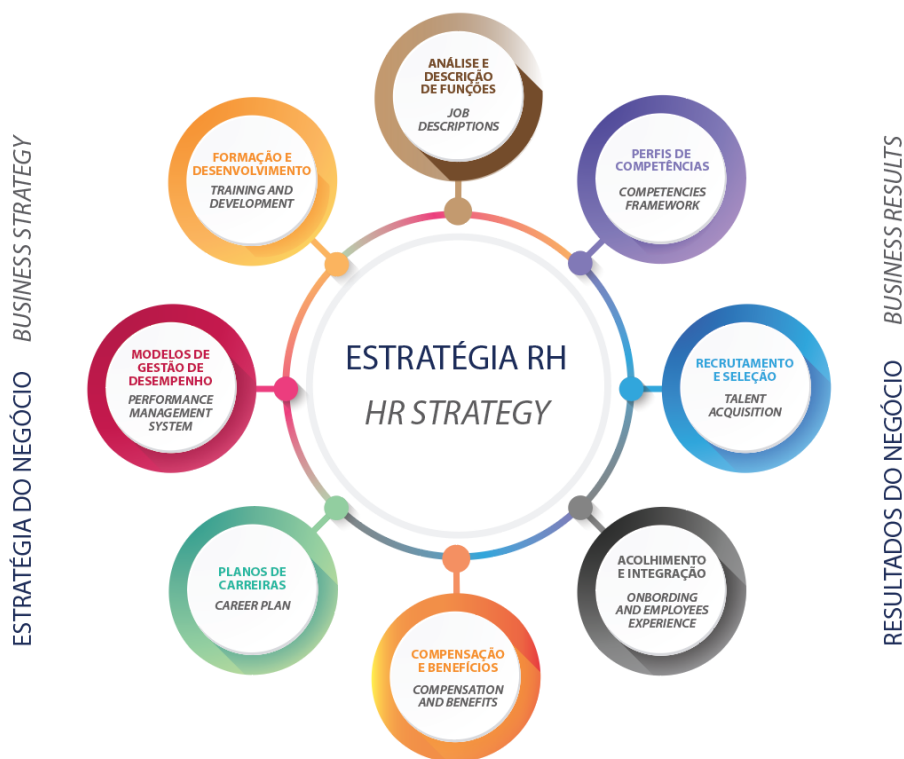 ANÁLISE E
DESCRIÇÃO
DE FUNÇÕES
JOB
DESCRIPTIONS
FORMAÇÃO E
DESENVOLVIMENTO
TRAINING AND
DEVELOPMENT
PERFIS DE
COMPETÊNCIAS
COMPETENCIES
FRAMEWORK
ESTRATÉGIA DO NEGÓCIO BUSINESS STRATEGY
MODELOS DE
GESTÃO DE
DESEMPENHO
PERFORMANCE
MANAGEMENT
SYSTEM
ESTRATÉGIA RH
HR STRATEGY
RECRUTAMENTO
E SELEÇÃO
TALENT
ACQUISITION
RESULTADOS DO NEGÓCIO BUSINESS RESULTS
PLANOS DE
CARREIRAS
CAREER PLAN
ACOLHIMENTO
E INTEGRAÇÃO
ONBORDING
AND EMPLOYEES
EXPERIENCE
COMPENSAÇÃO
E BENEFÍCIOS
COMPENSATION
AND BENEFITS